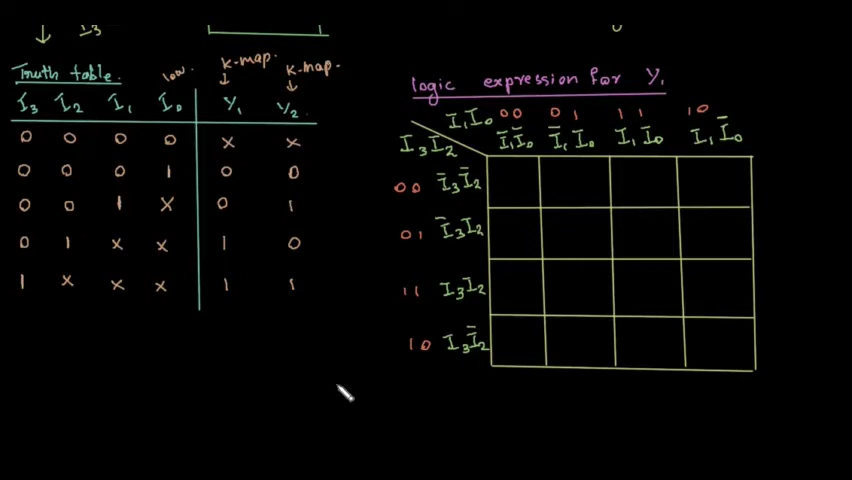 I3
Truth table. low. K-map. K-map.
I3 I2 I1 I0 Y1 Y2
0 0 0 0 x x
0 0 0 1 0 0
0 0 1 x 0 1
0 1 x x 1 0
1 x x x 1 1
logic expression for Y1
I1I0 00 01 11 10
I3I2 Ī1Ī0 Ī1I0 I1I0 I1Ī0
00 Ī3Ī2
01 Ī3I2
11 I3I2
10 I3Ī2